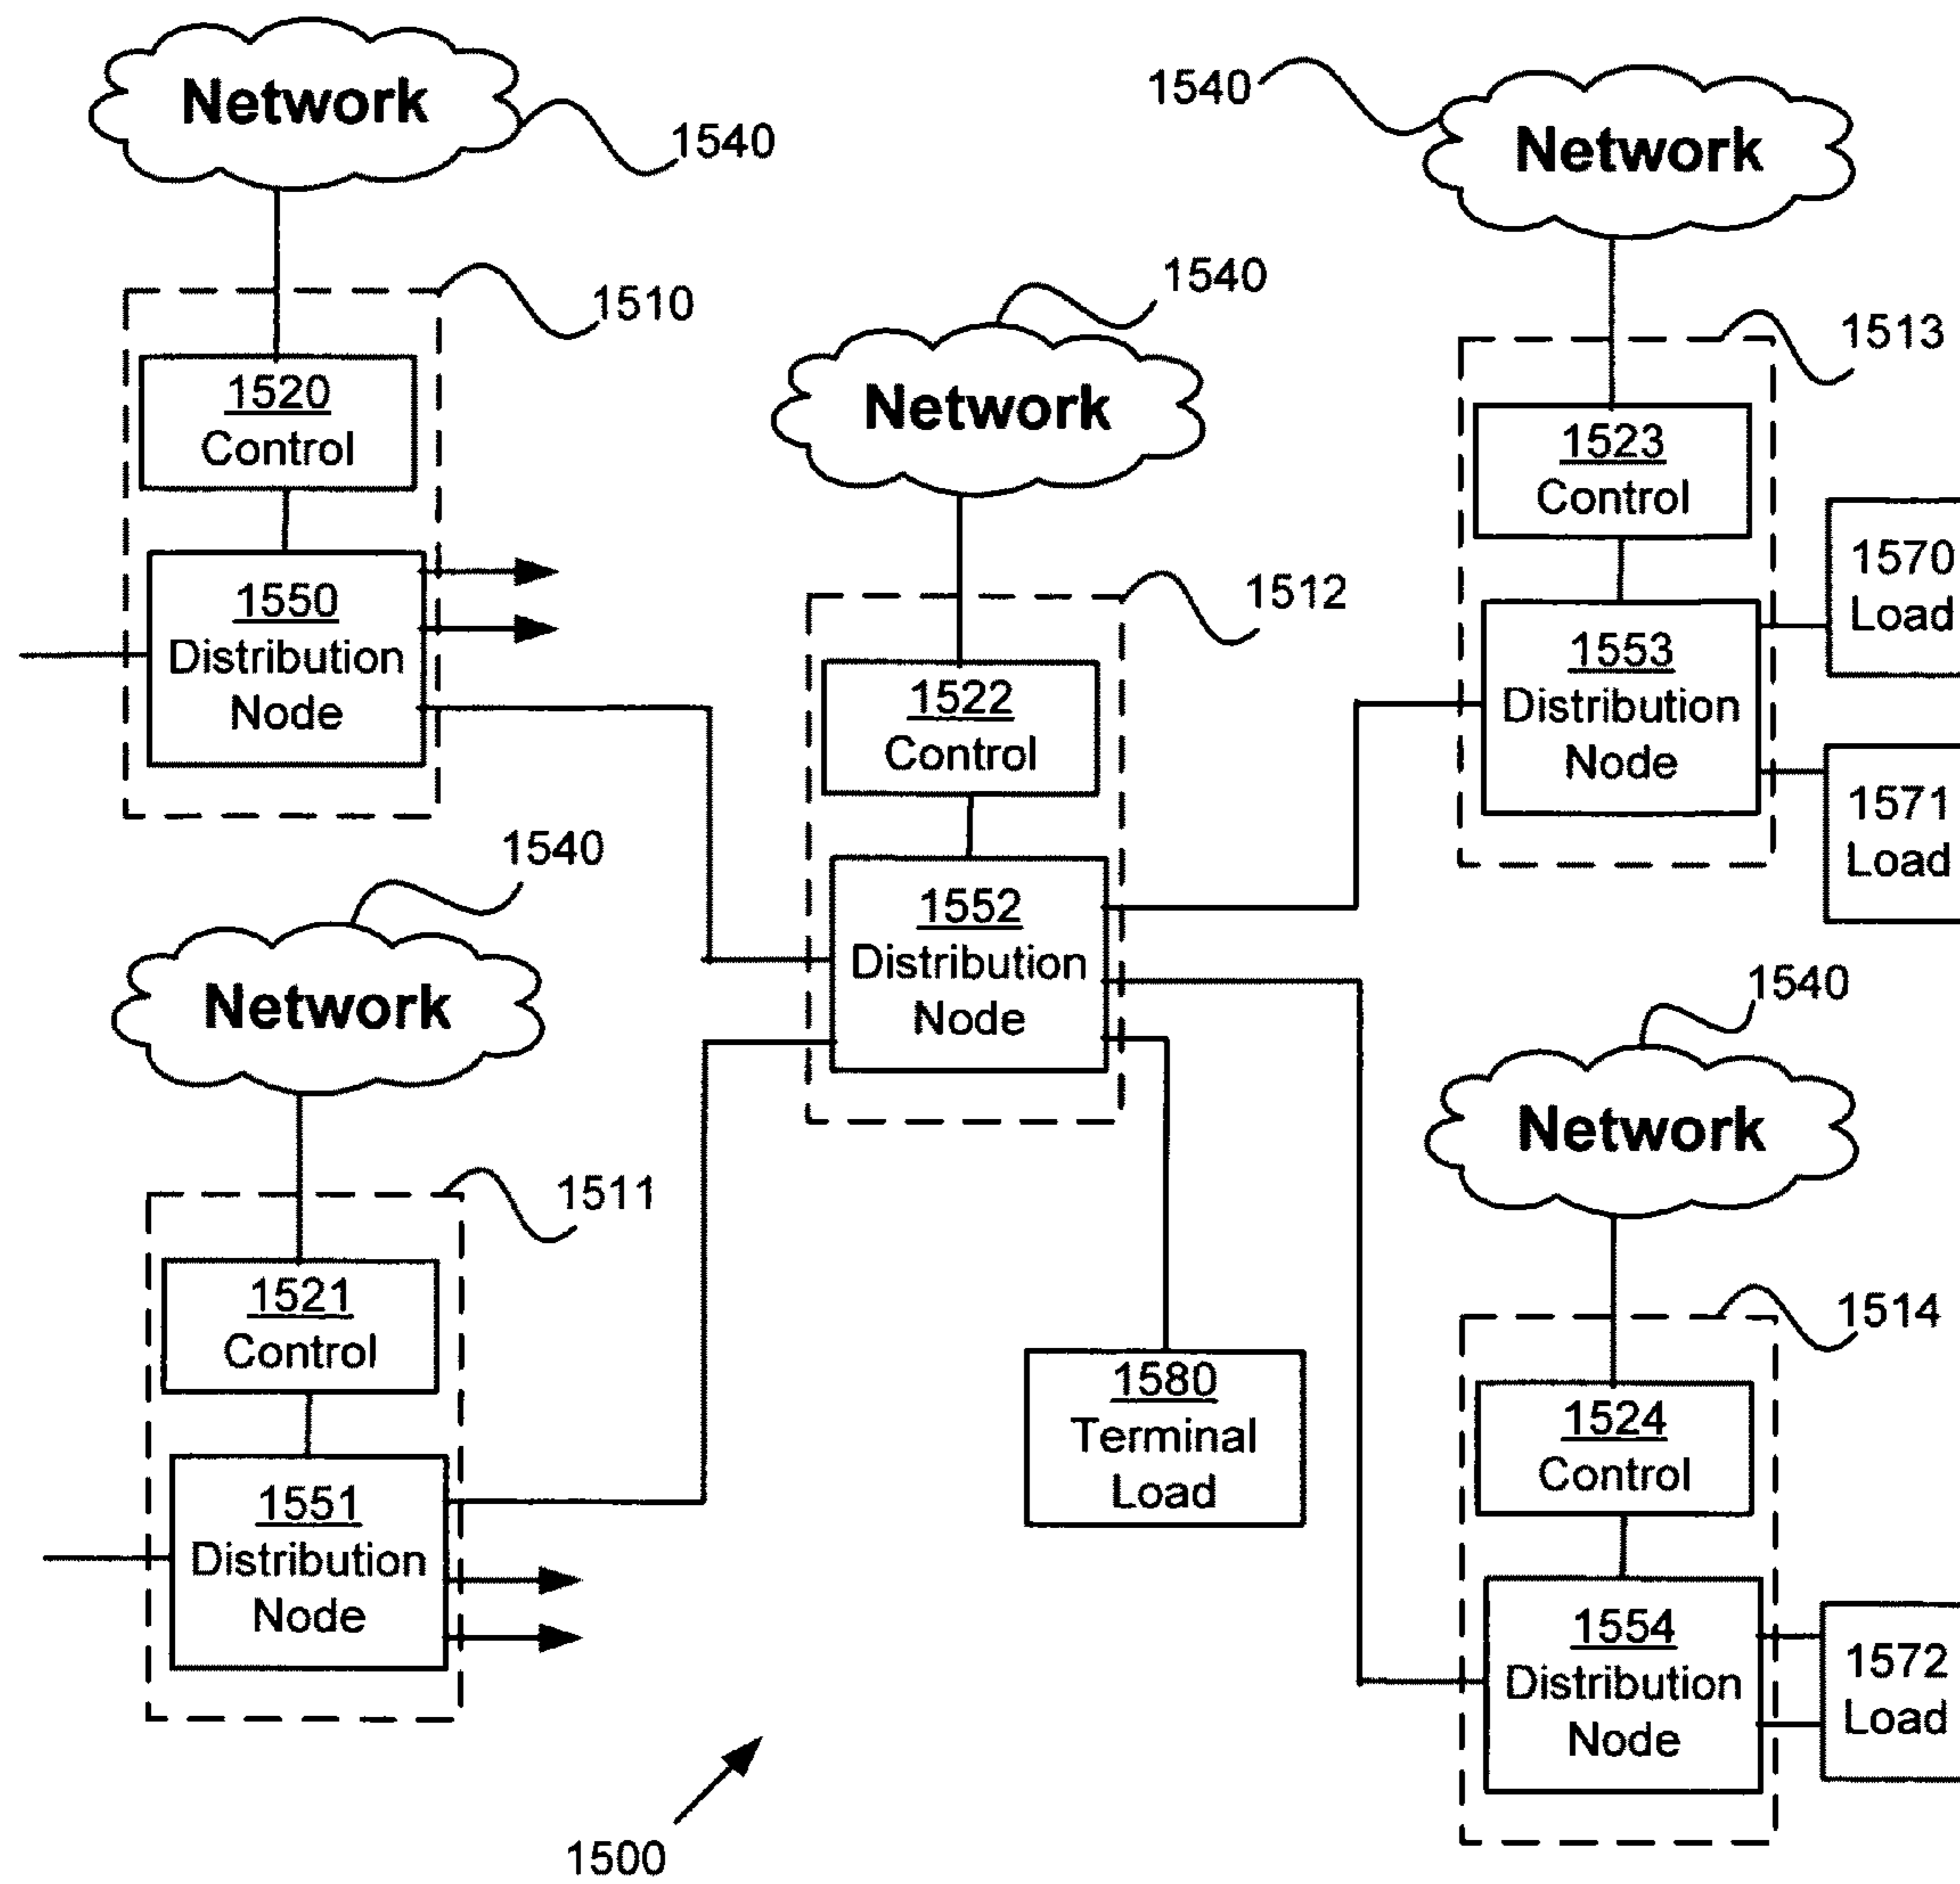 Network
1540
1510
1520
Control
1550
Distribution
Node
1540
Network
1511
1521
Control
1551
Distribution
Node
1540
Network
1512
1522
Control
1552
Distribution
Node
1580
Terminal
Load
1540
Network
1513
1523
Control
1553
Distribution
Node
1570
Load
1571
Load
1540
Network
1514
1524
Control
1554
Distribution
Node
1572
Load
1500